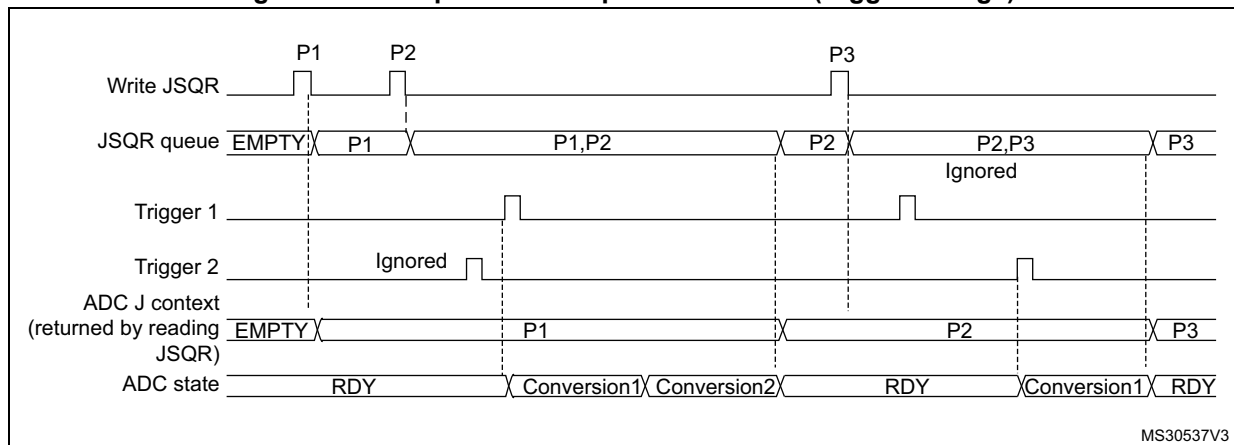 P1 P2 P3
Write JSQR
JSQR queue EMPTY P1 P1,P2 P2 P2,P3 P3
Ignored
Trigger 1
Trigger 2 Ignored
ADC J context
(returned by reading EMPTY P1 P2 P3
JSQR)
ADC state RDY Conversion1 Conversion2 RDY Conversion1 RDY
MS30537V3